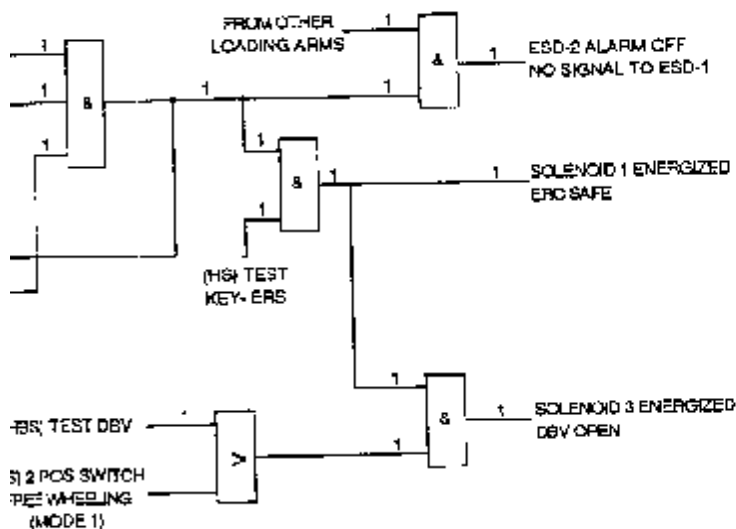 FROM OTHER
LOADING ARMS
1
1
ESD-2 ALARM OFF
NO SIGNAL TO ESD-1
1
&
1
&
1
1
1
1
&
1
1
SOLENOID 1 ENERGIZED
ERC SAFE
1
(HS) TEST
KEY- ERS
1
&
1
SOLENOID 3 ENERGIZED
DBV OPEN
TEST DBV
1
V
1
2 POS SWITCH
WHEELING
(MODE 1)